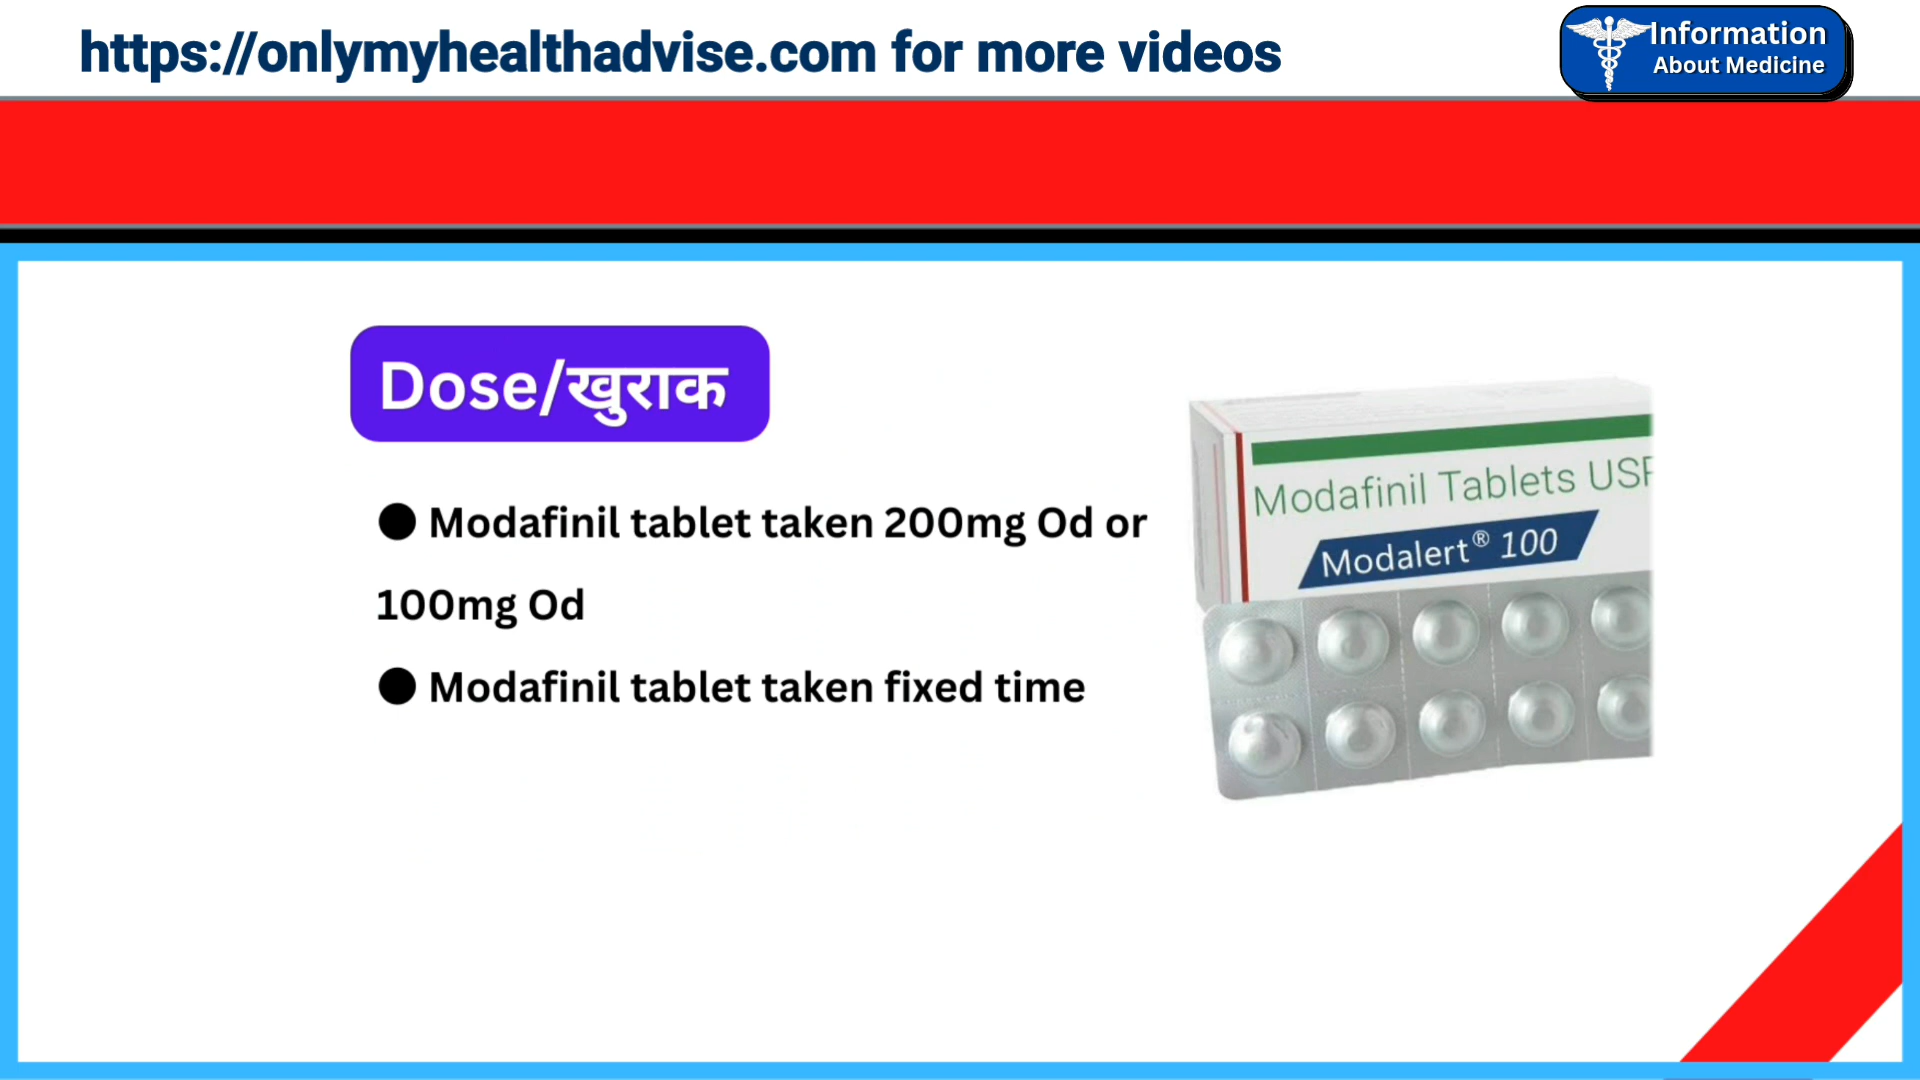 https://onlymyhealthadvise.com for more videos
Information
About Medicine
Dose/खुराक
● Modafinil tablet taken 200mg Od or
100mg Od
● Modafinil tablet taken fixed time
Modafinil Tablets USP
Modalert® 100